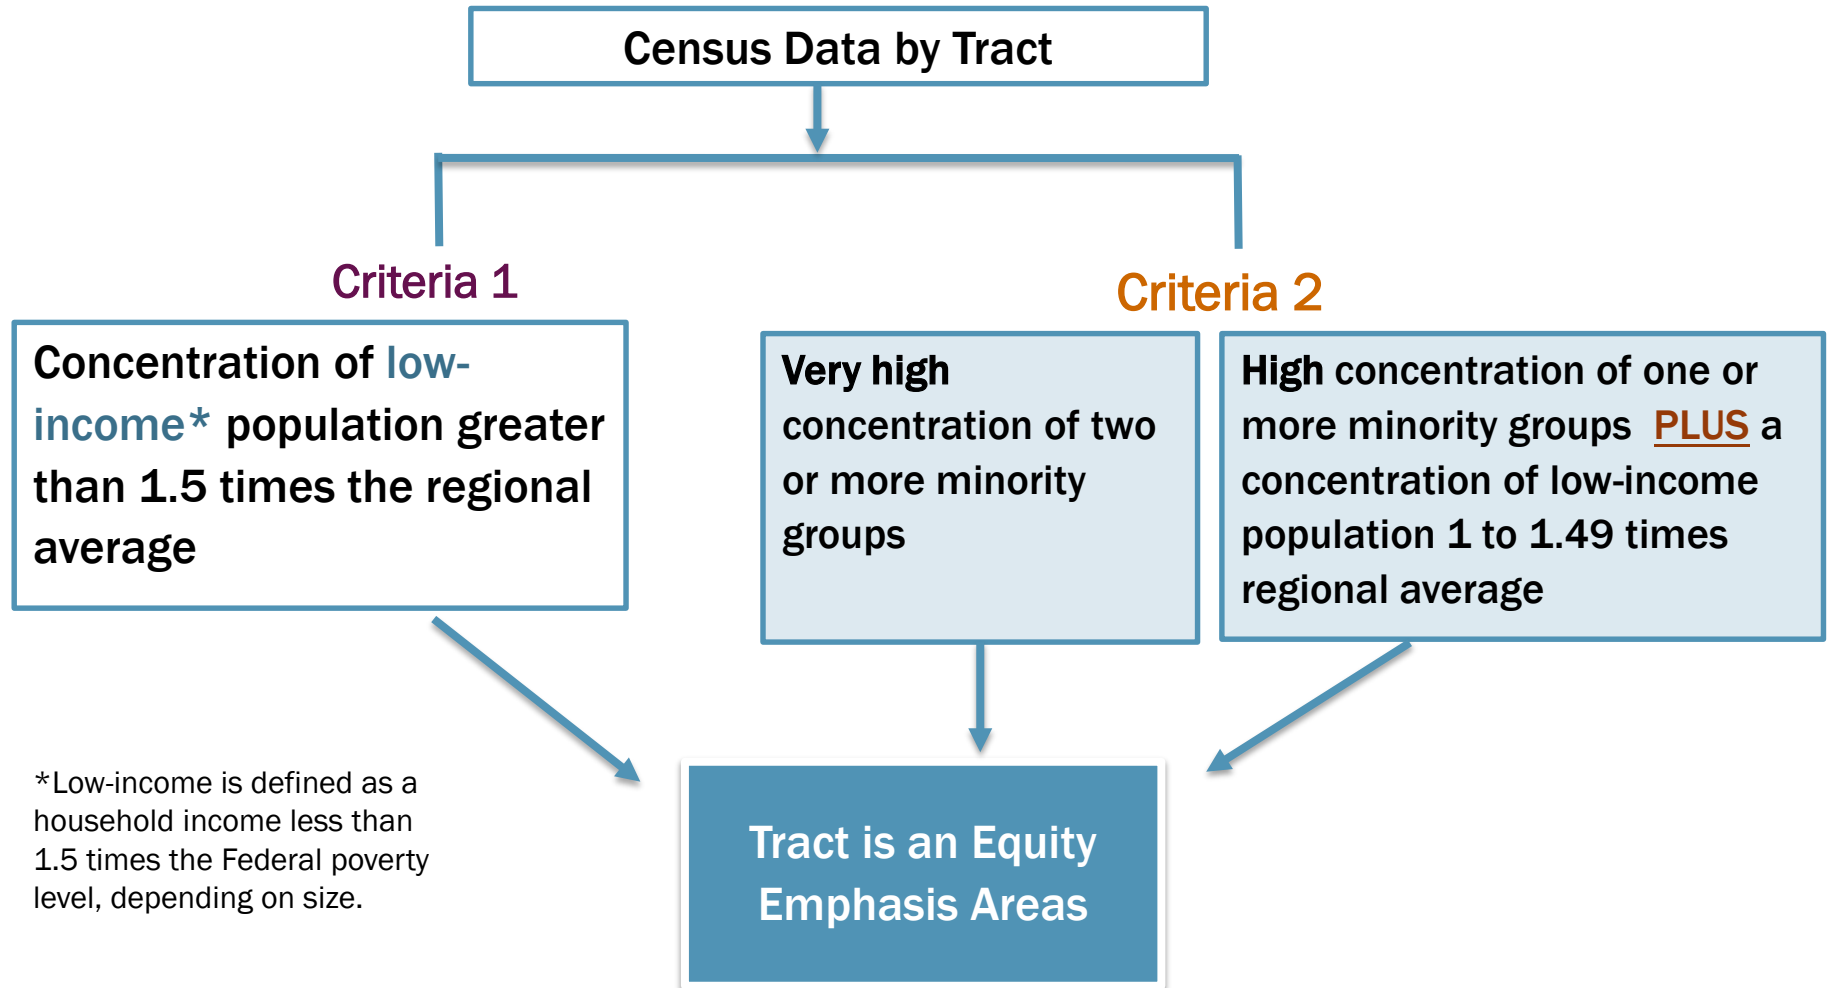 Census Data by Tract
Criteria 1
Concentration of low-
income* population greater
than 1.5 times the regional
average
Criteria 2
Very high
concentration of two
or more minority
groups
High concentration of one or
more minority groups PLUS a
concentration of low-income
population 1 to 1.49 times
regional average
*Low-income is defined as a
household income less than
1.5 times the Federal poverty
level, depending on size.
Tract is an Equity
Emphasis Areas